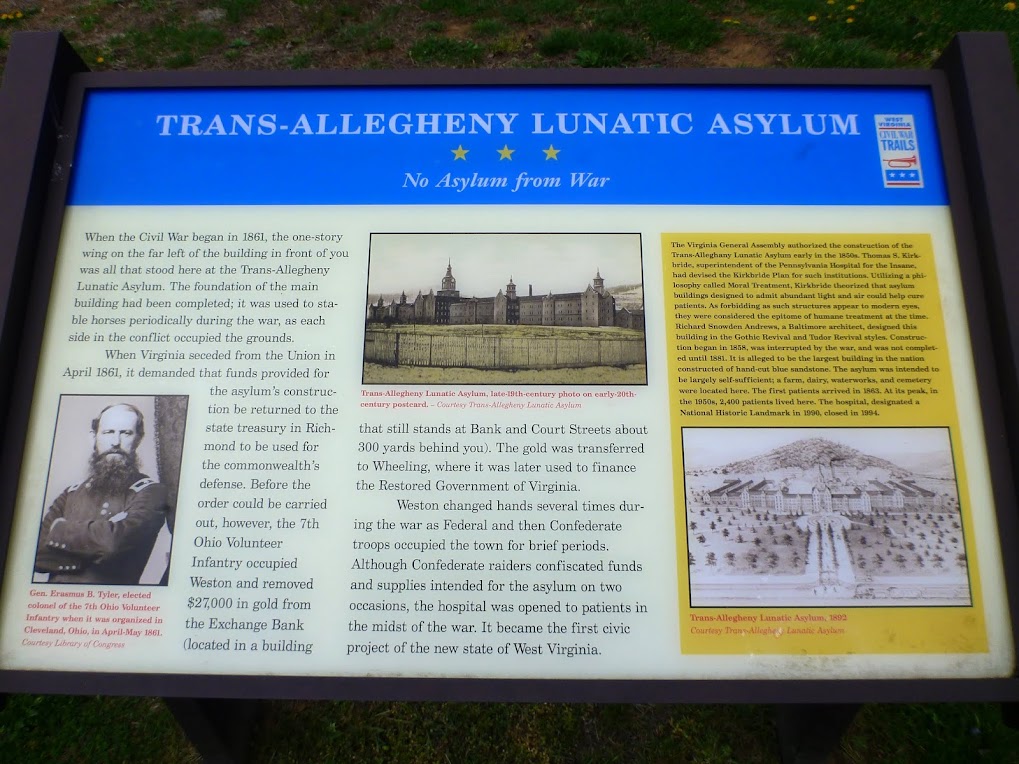 TRANS-ALLEGHENY LUNATIC ASYLUM
No Asylum from War
WEST
VIRGINIA
CIVIL WAR
TRAILS
When the Civil War began in 1861, the one-story
wing on the far left of the building in front of you
was all that stood here at the Trans-Allegheny
Lunatic Asylum. The foundation of the main
building had been completed; it was used to sta-
ble horses periodically during the war, as each
side in the conflict occupied the grounds.
When Virginia seceded from the Union in
April 1861, it demanded that funds provided for
the asylum's construc-
tion be returned to the
state treasury in Rich-
mond to be used for
the commonwealth's
defense. Before the
order could be carried
out, however, the 7th
Ohio Volunteer
Infantry occupied
Weston and removed
$27,000 in gold from
the Exchange Bank
(located in a building
Gen. Erasmus B. Tyler, elected
colonel of the 7th Ohio Volunteer
Infantry when it was organized in
Cleveland, Ohio, in April-May 1861.
Courtesy Library of Congress
Trans-Allegheny Lunatic Asylum, late-19th-century photo on early-20th-
century postcard. – Courtesy Trans-Allegheny Lunatic Asylum
that still stands at Bank and Court Streets about
300 yards behind you). The gold was transferred
to Wheeling, where it was later used to finance
the Restored Government of Virginia.
Weston changed hands several times dur-
ing the war as Federal and then Confederate
troops occupied the town for brief periods.
Although Confederate raiders confiscated funds
and supplies intended for the asylum on two
occasions, the hospital was opened to patients in
the midst of the war. It became the first civic
project of the new state of West Virginia.
The Virginia General Assembly authorized the construction of the
Trans-Alleghany Lunatic Asylum early in the 1850s. Thomas S. Kirk-
bride, superintendent of the Pennsylvania Hospital for the Insane,
had devised the Kirkbride Plan for such institutions. Utilizing a phi-
losophy called Moral Treatment, Kirkbride theorized that asylum
buildings designed to admit abundant light and air could help cure
patients. As forbidding as such structures appear to modern eyes,
they were considered the epitome of humane treatment at the time.
Richard Snowden Andrews, a Baltimore architect, designed this
building in the Gothic Revival and Tudor Revival styles. Construc-
tion began in 1858, was interrupted by the war, and was not complet-
ed until 1881. It is alleged to be the largest building in the nation
constructed of hand-cut blue sandstone. The asylum was intended to
be largely self-sufficient; a farm, dairy, waterworks, and cemetery
were located here. The first patients arrived in 1863. At its peak, in
the 1950s, 2,400 patients lived here. The hospital, designated a
National Historic Landmark in 1990, closed in 1994.
Trans-Allegheny Lunatic Asylum, 1892
Courtesy Trans-Allegheny Lunatic Asylum